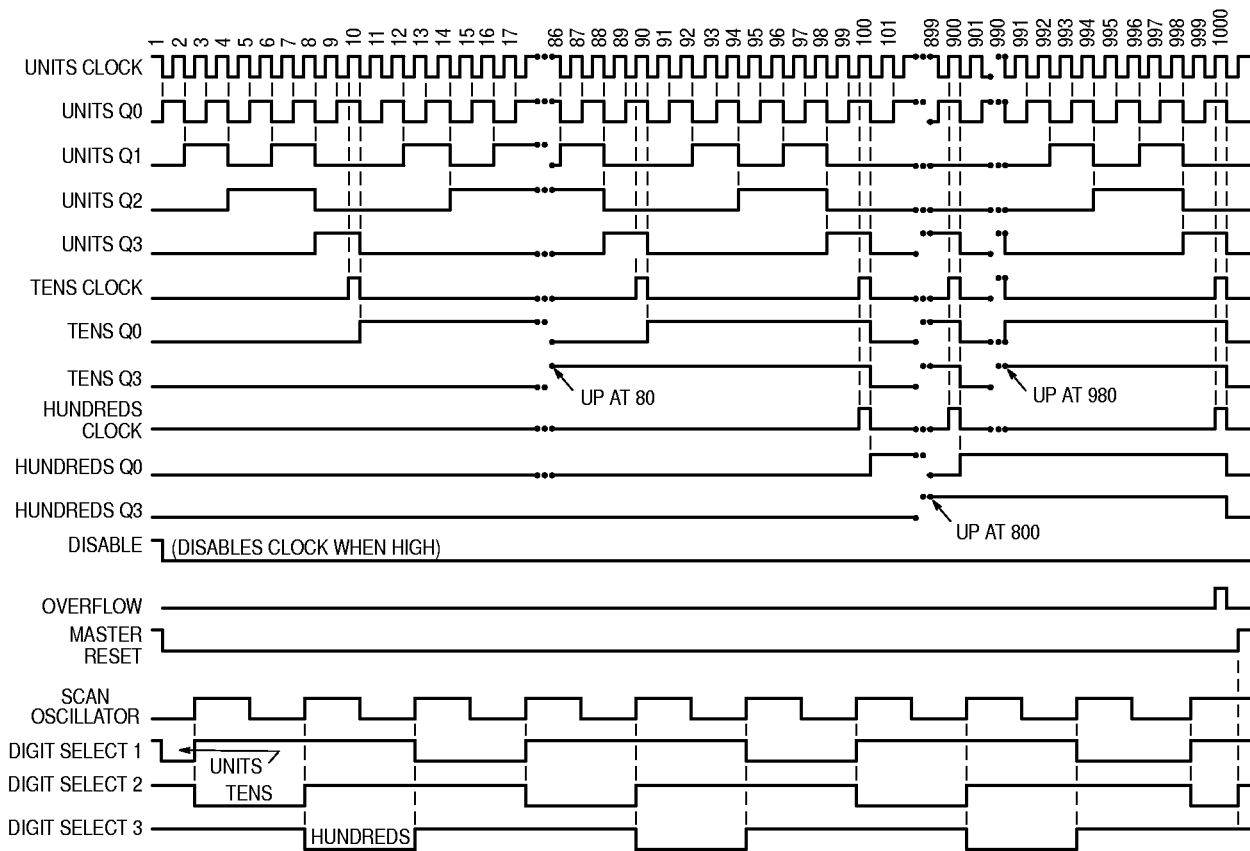 1 2 3 4 5 6 7 8 9 10 11 12 13 14 15 16 17 86 87 88 89 90 91 92 93 94 95 96 97 98 99 100 101 899 900 901 990 991 992 993 994 995 996 997 998 999 1000
UNITS CLOCK
UNITS Q0
UNITS Q1
UNITS Q2
UNITS Q3
TENS CLOCK
TENS Q0
TENS Q3
UP AT 80
UP AT 980
HUNDREDS
CLOCK
HUNDREDS Q0
HUNDREDS Q3
UP AT 800
DISABLE
(DISABLES CLOCK WHEN HIGH)
OVERFLOW
MASTER
RESET
SCAN
OSCILLATOR
DIGIT SELECT 1
UNITS
DIGIT SELECT 2
TENS
DIGIT SELECT 3
HUNDREDS